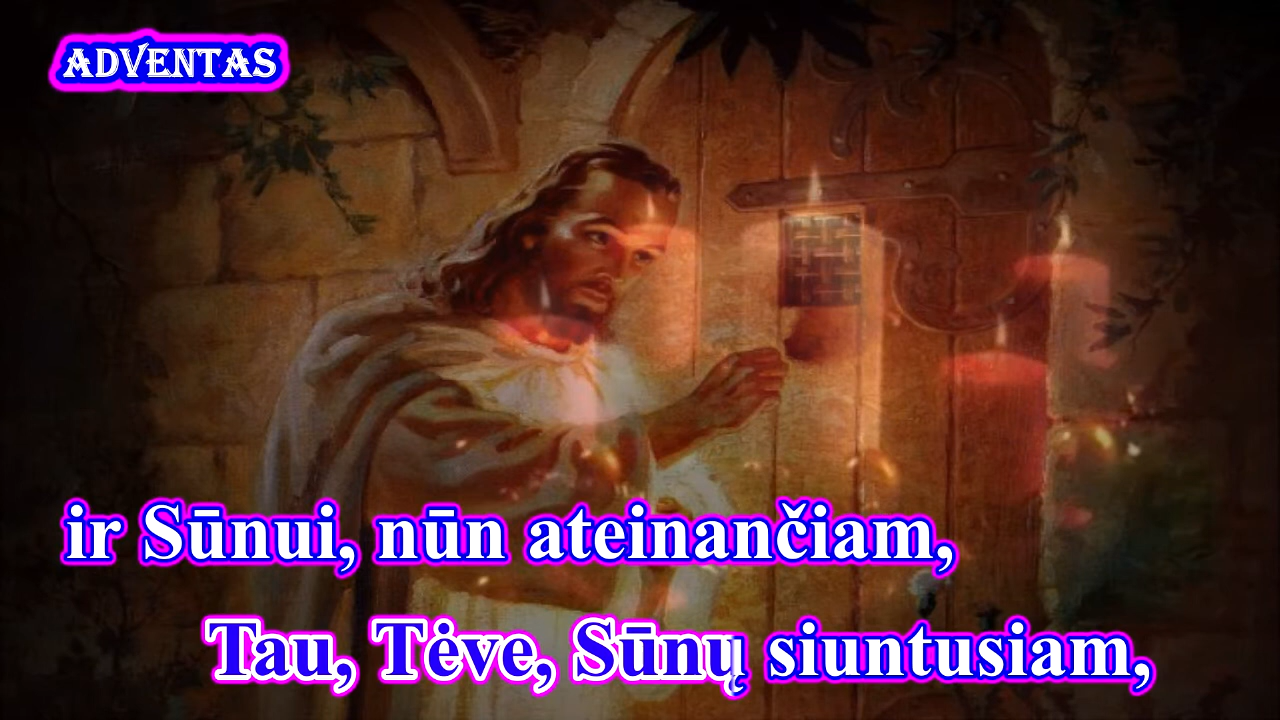 ADVENTAS
ir Sūnui, nūn ateinančiam,
Tau, Tėve, Sūnų siuntusiam,